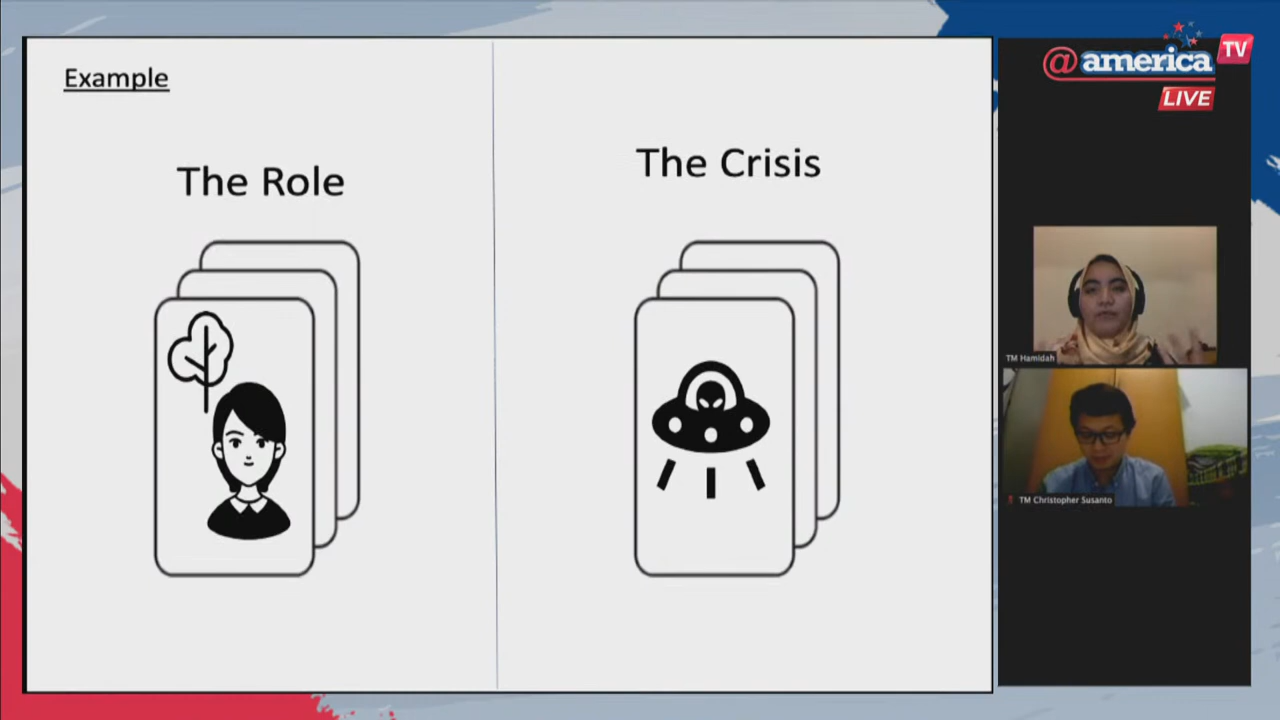 Example
The Role
The Crisis
@america TV
LIVE
TM Hamidah
TM Christopher Susanto